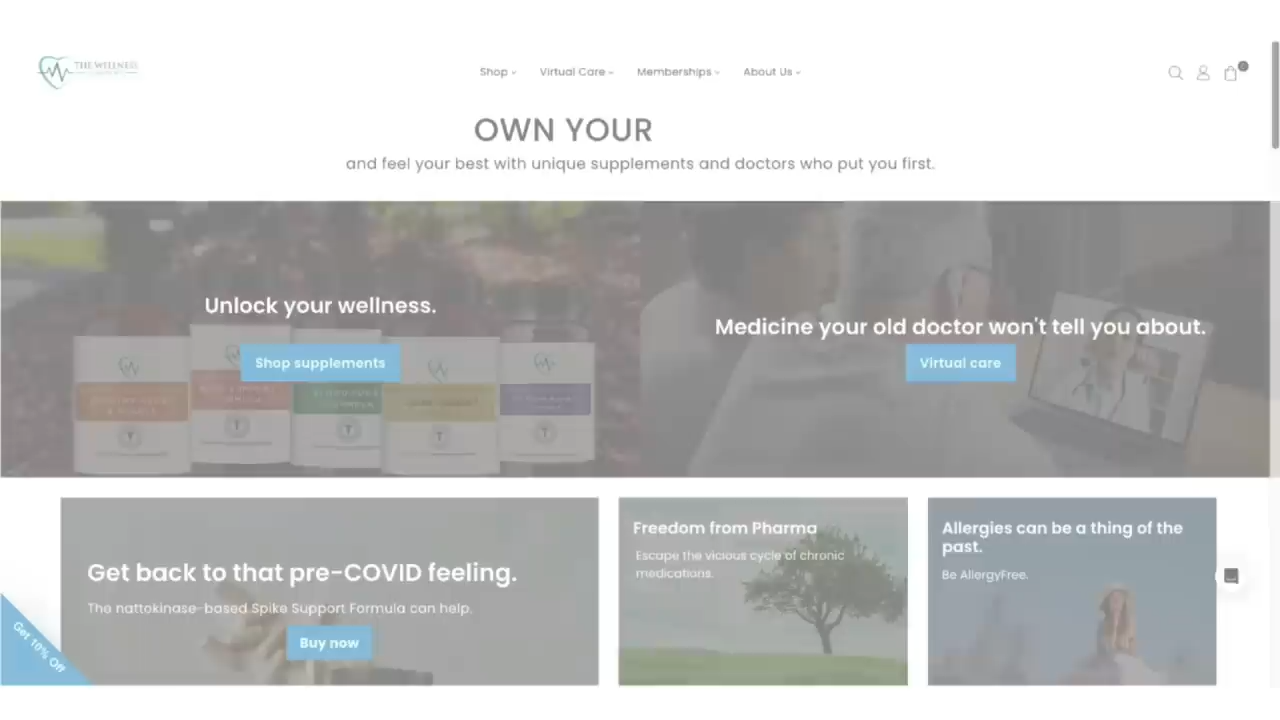 THE WELLNESS
Shop
Virtual Care
Memberships
About Us
OWN YOUR
and feel your best with unique supplements and doctors who put you first.
Unlock your wellness.
Shop supplements
Medicine your old doctor won't tell you about.
Virtual care
Get back to that pre-COVID feeling.
The nattokinase-based Spike Support Formula can help.
Buy now
Freedom from Pharma
Escape the vicious cycle of chronic
medications.
Allergies can be a thing of the
past.
Be AllergyFree.
Get 10% Off